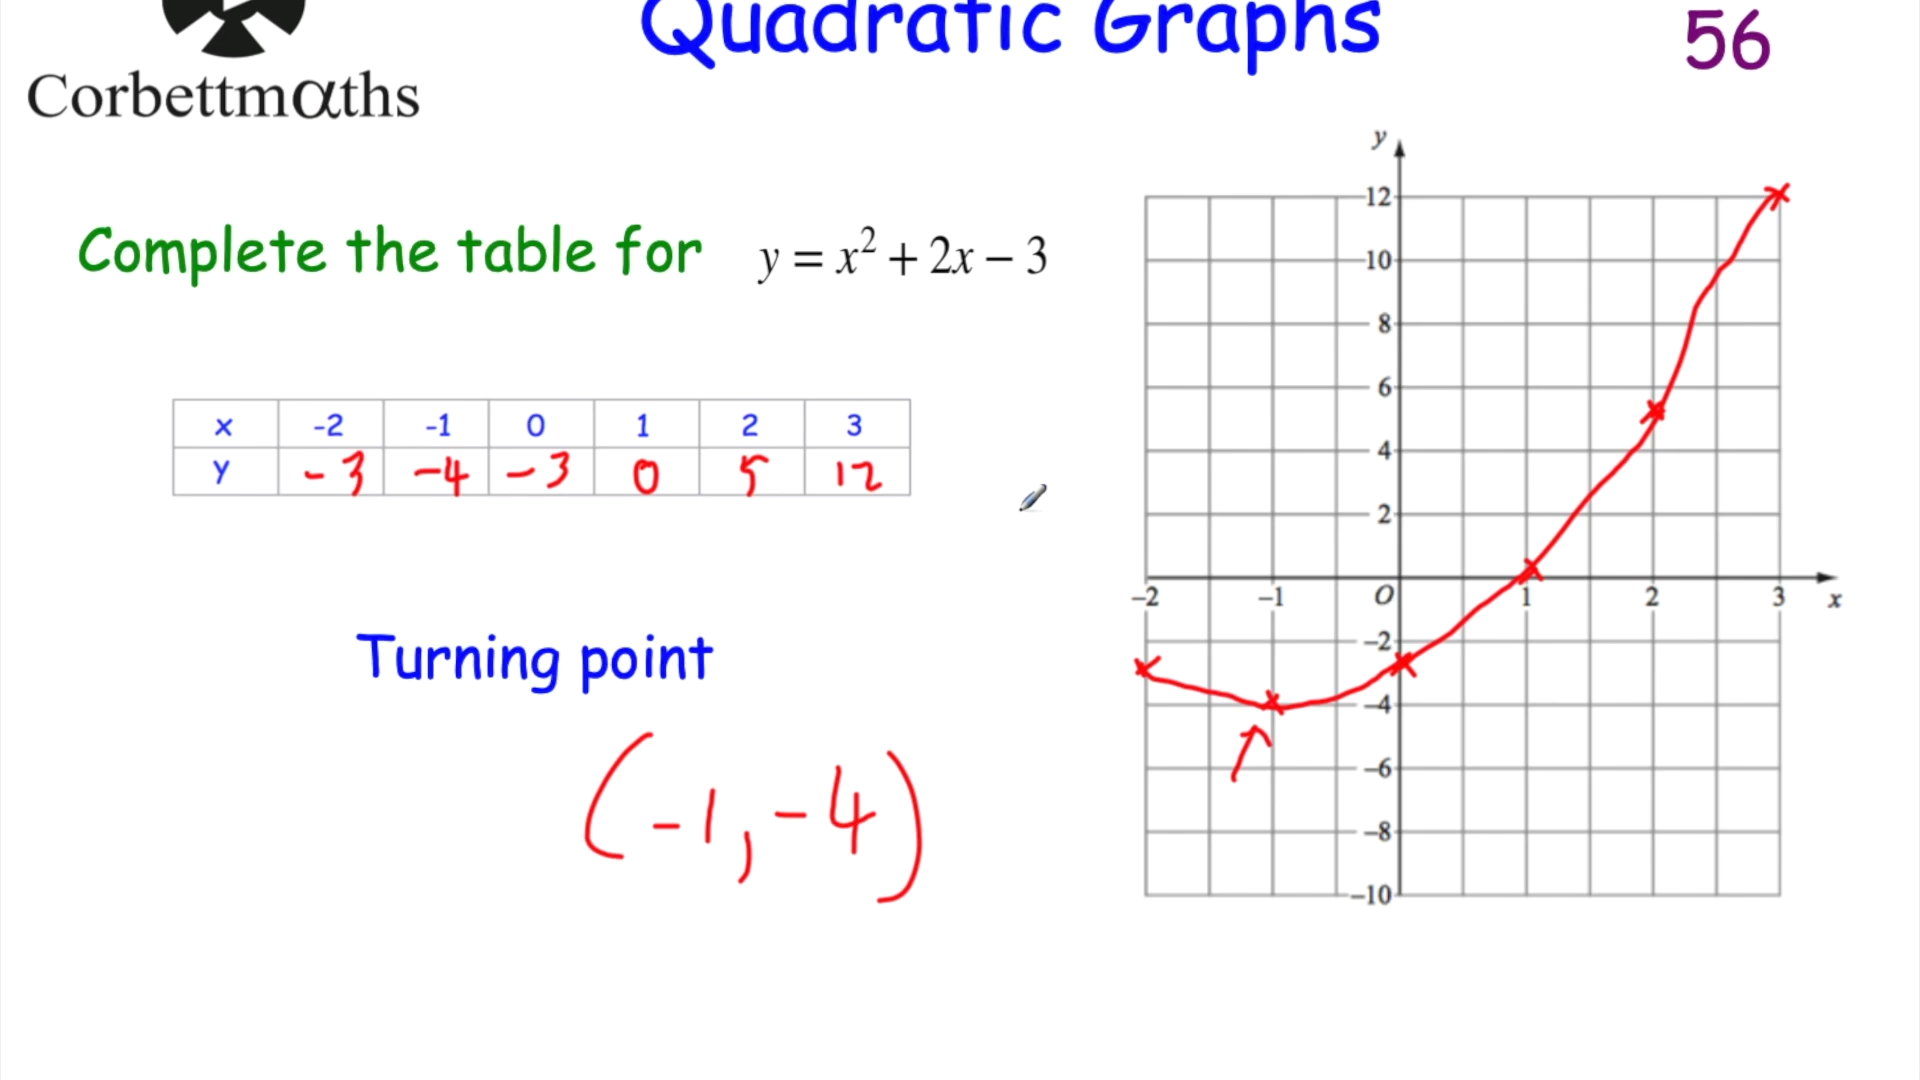 Quadratic Graphs
56
Corbettmαths
Complete the table for y = x² + 2x − 3
x -2 -1 0 1 2 3
y -3 -4 -3 0 5 12
Turning point
(-1, -4)
y
12
10
8
6
4
2
−2 −1 O 1 2 3 x
−2
−4
−6
−8
−10